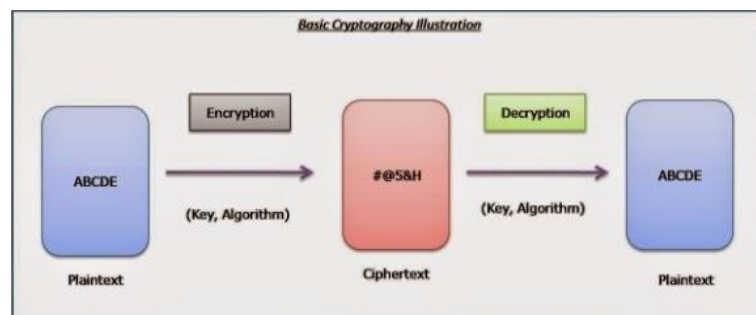 Basic Cryptography Illustration
Encryption
Decryption
ABCDE
#@5&H
ABCDE
(Key, Algorithm)
(Key, Algorithm)
Plaintext
Ciphertext
Plaintext